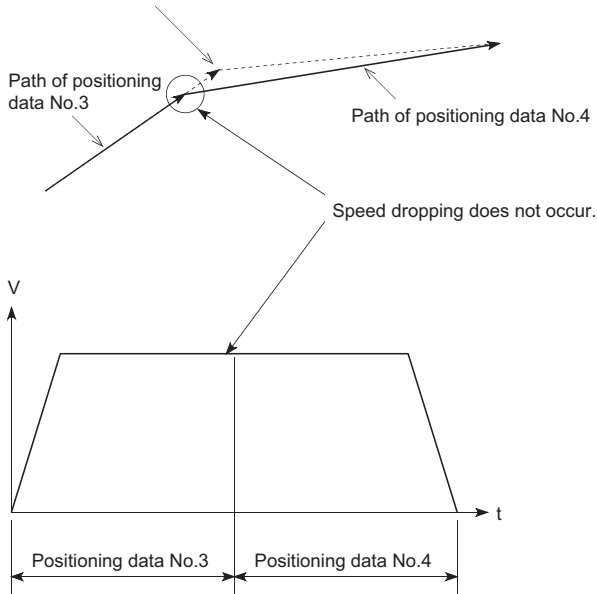 Path of positioning
data No.3
Path of positioning data No.4
Speed dropping does not occur.
V
t
Positioning data No.3
Positioning data No.4